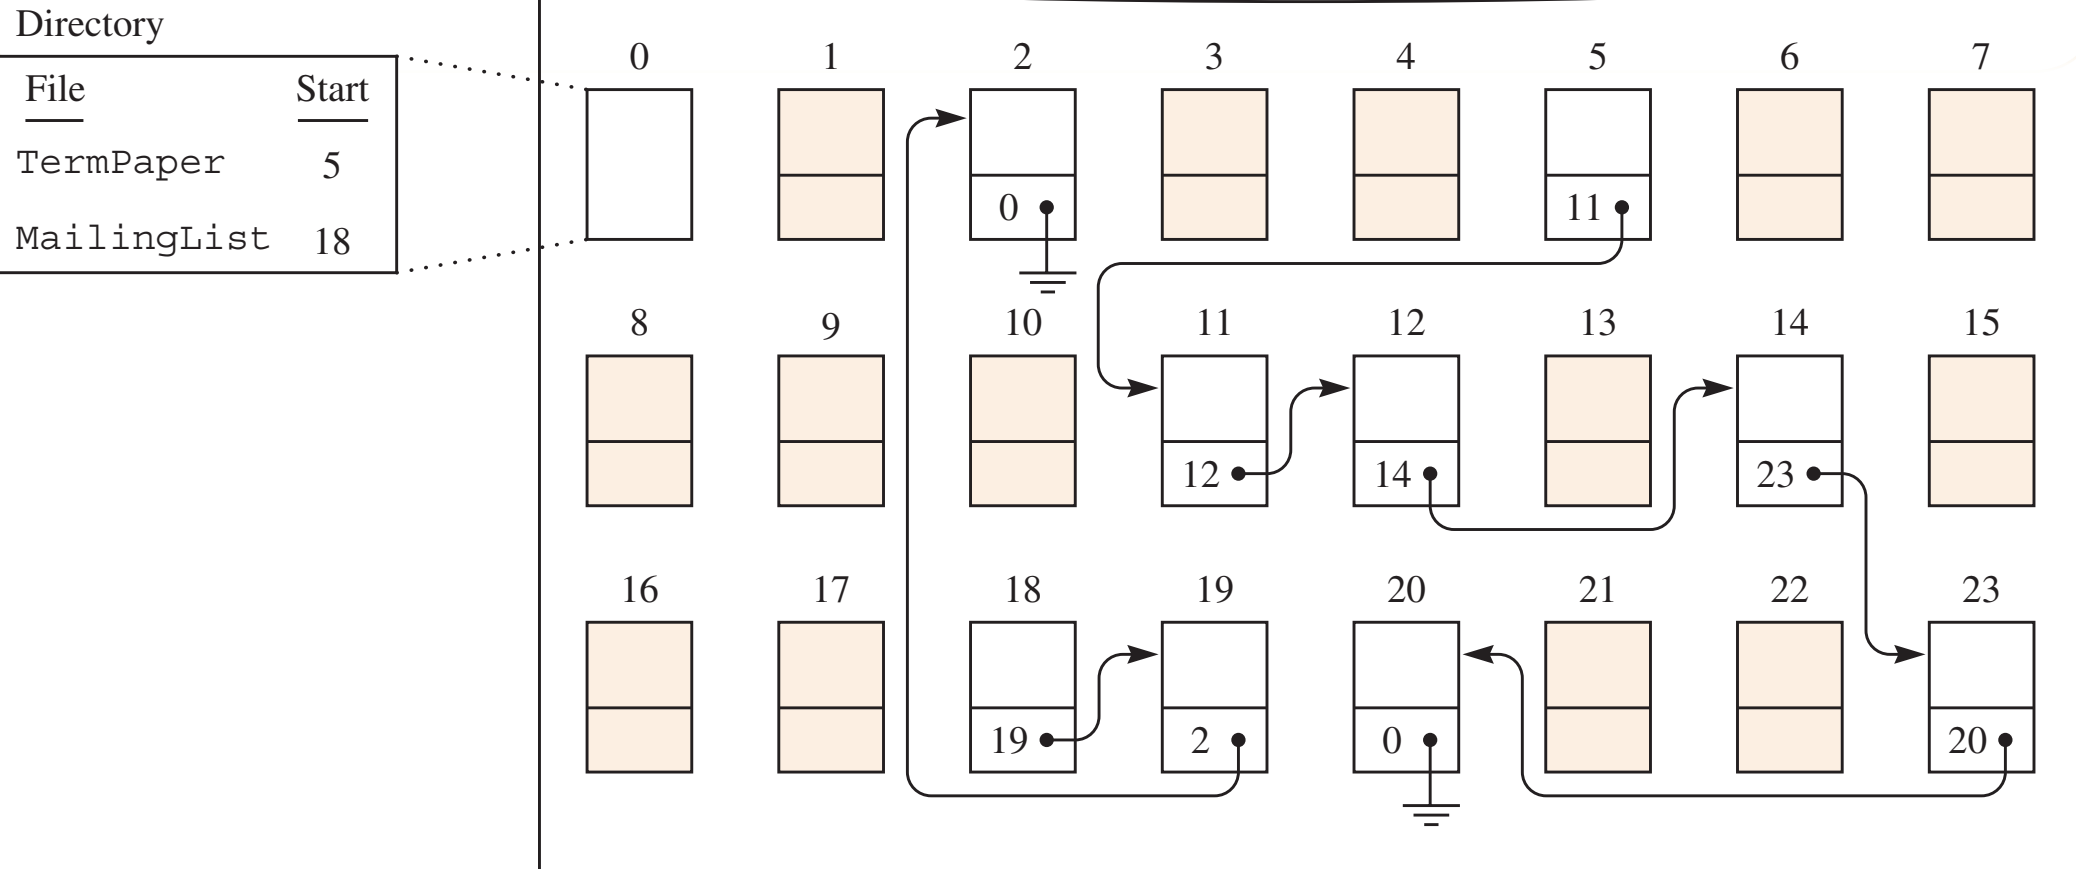 Directory
File Start
TermPaper 5
MailingList 18
0 1 2 3 4 5 6 7
0 11
8 9 10 11 12 13 14 15
12 14 23
16 17 18 19 20 21 22 23
19 2 0 20